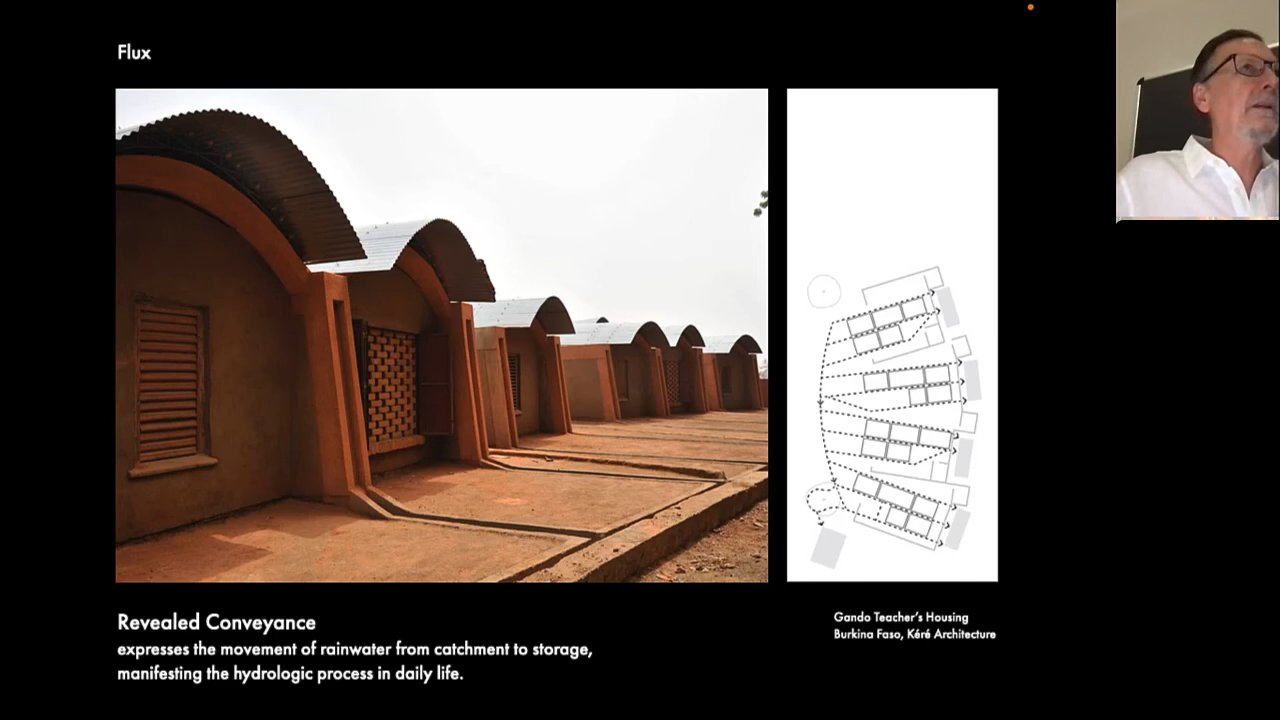 Flux
Revealed Conveyance
expresses the movement of rainwater from catchment to storage,
manifesting the hydrologic process in daily life.
Gando Teacher's Housing
Burkina Faso, Kéré Architecture